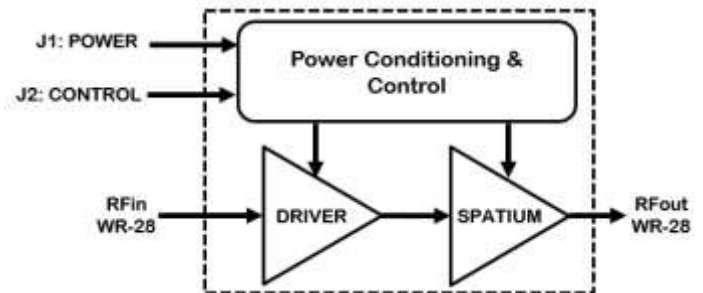 J1: POWER
J2: CONTROL
Power Conditioning &
Control
RFin
WR-28
DRIVER
SPATIUM
RFout
WR-28